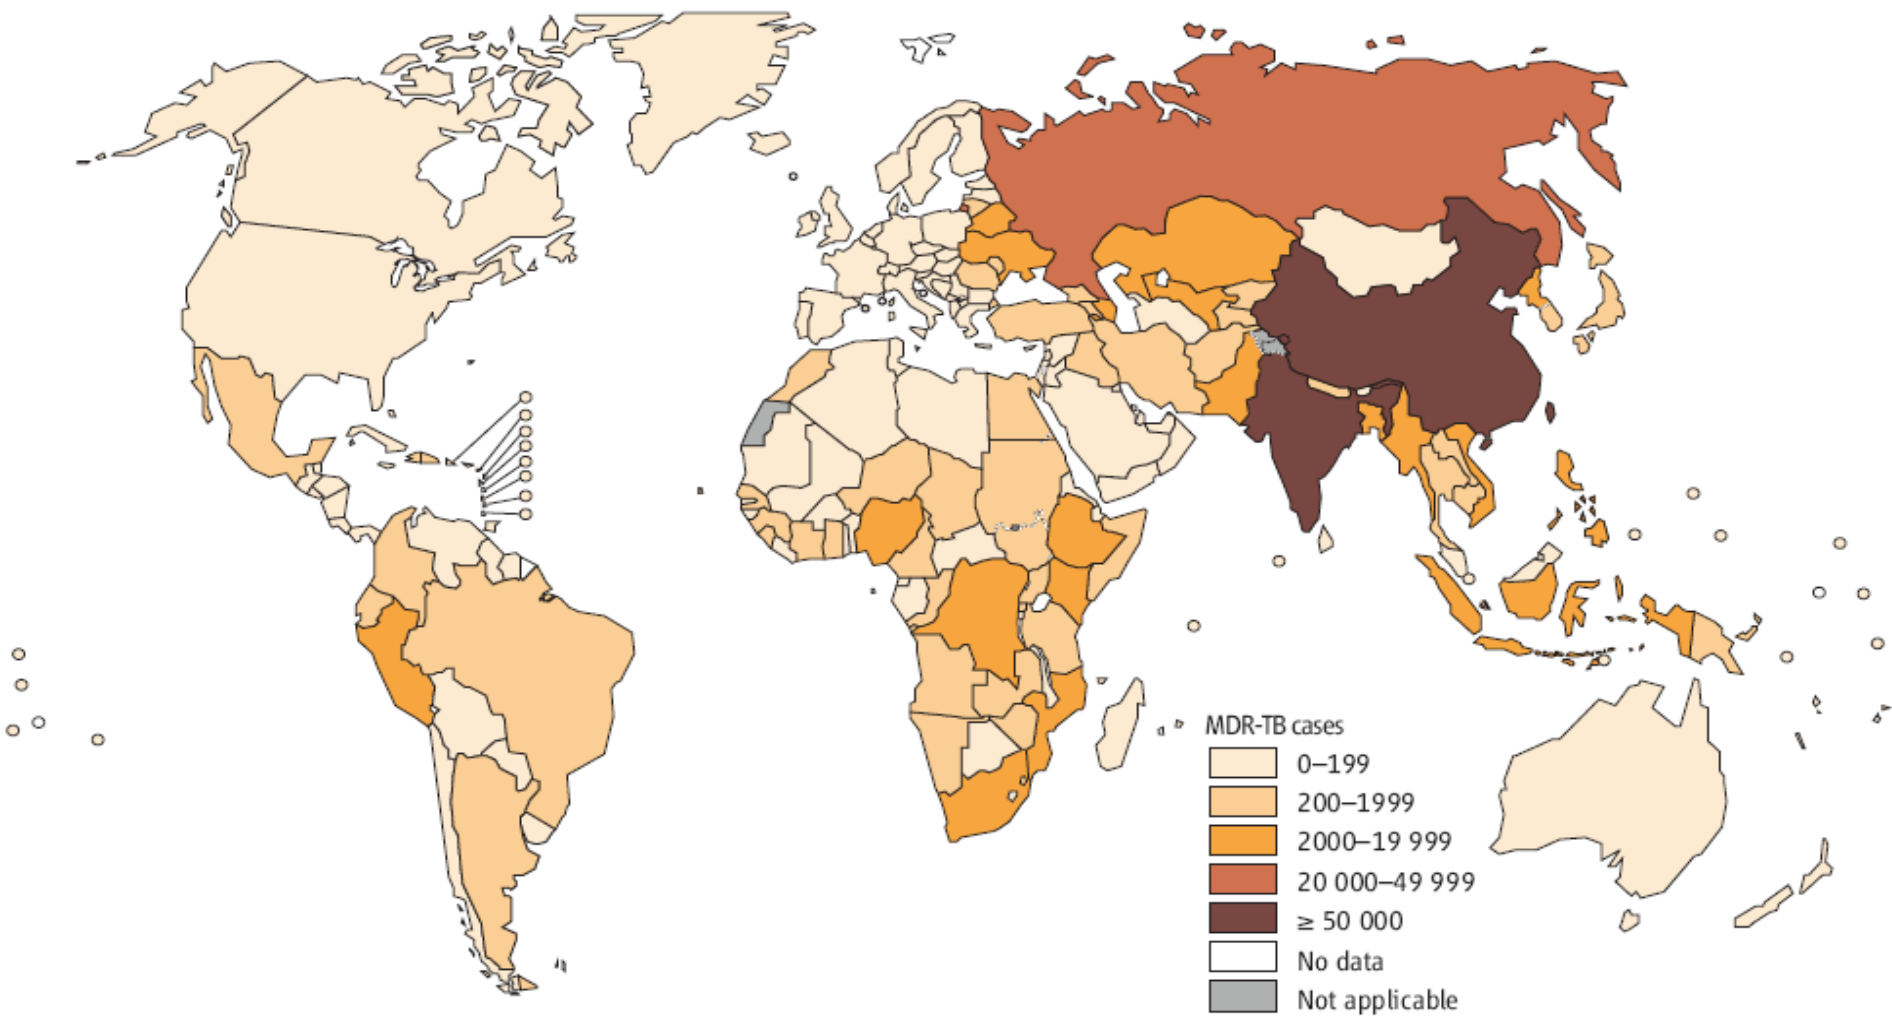 MDR-TB cases
0–199
200–1999
2000–19 999
20 000–49 999
≥ 50 000
No data
Not applicable